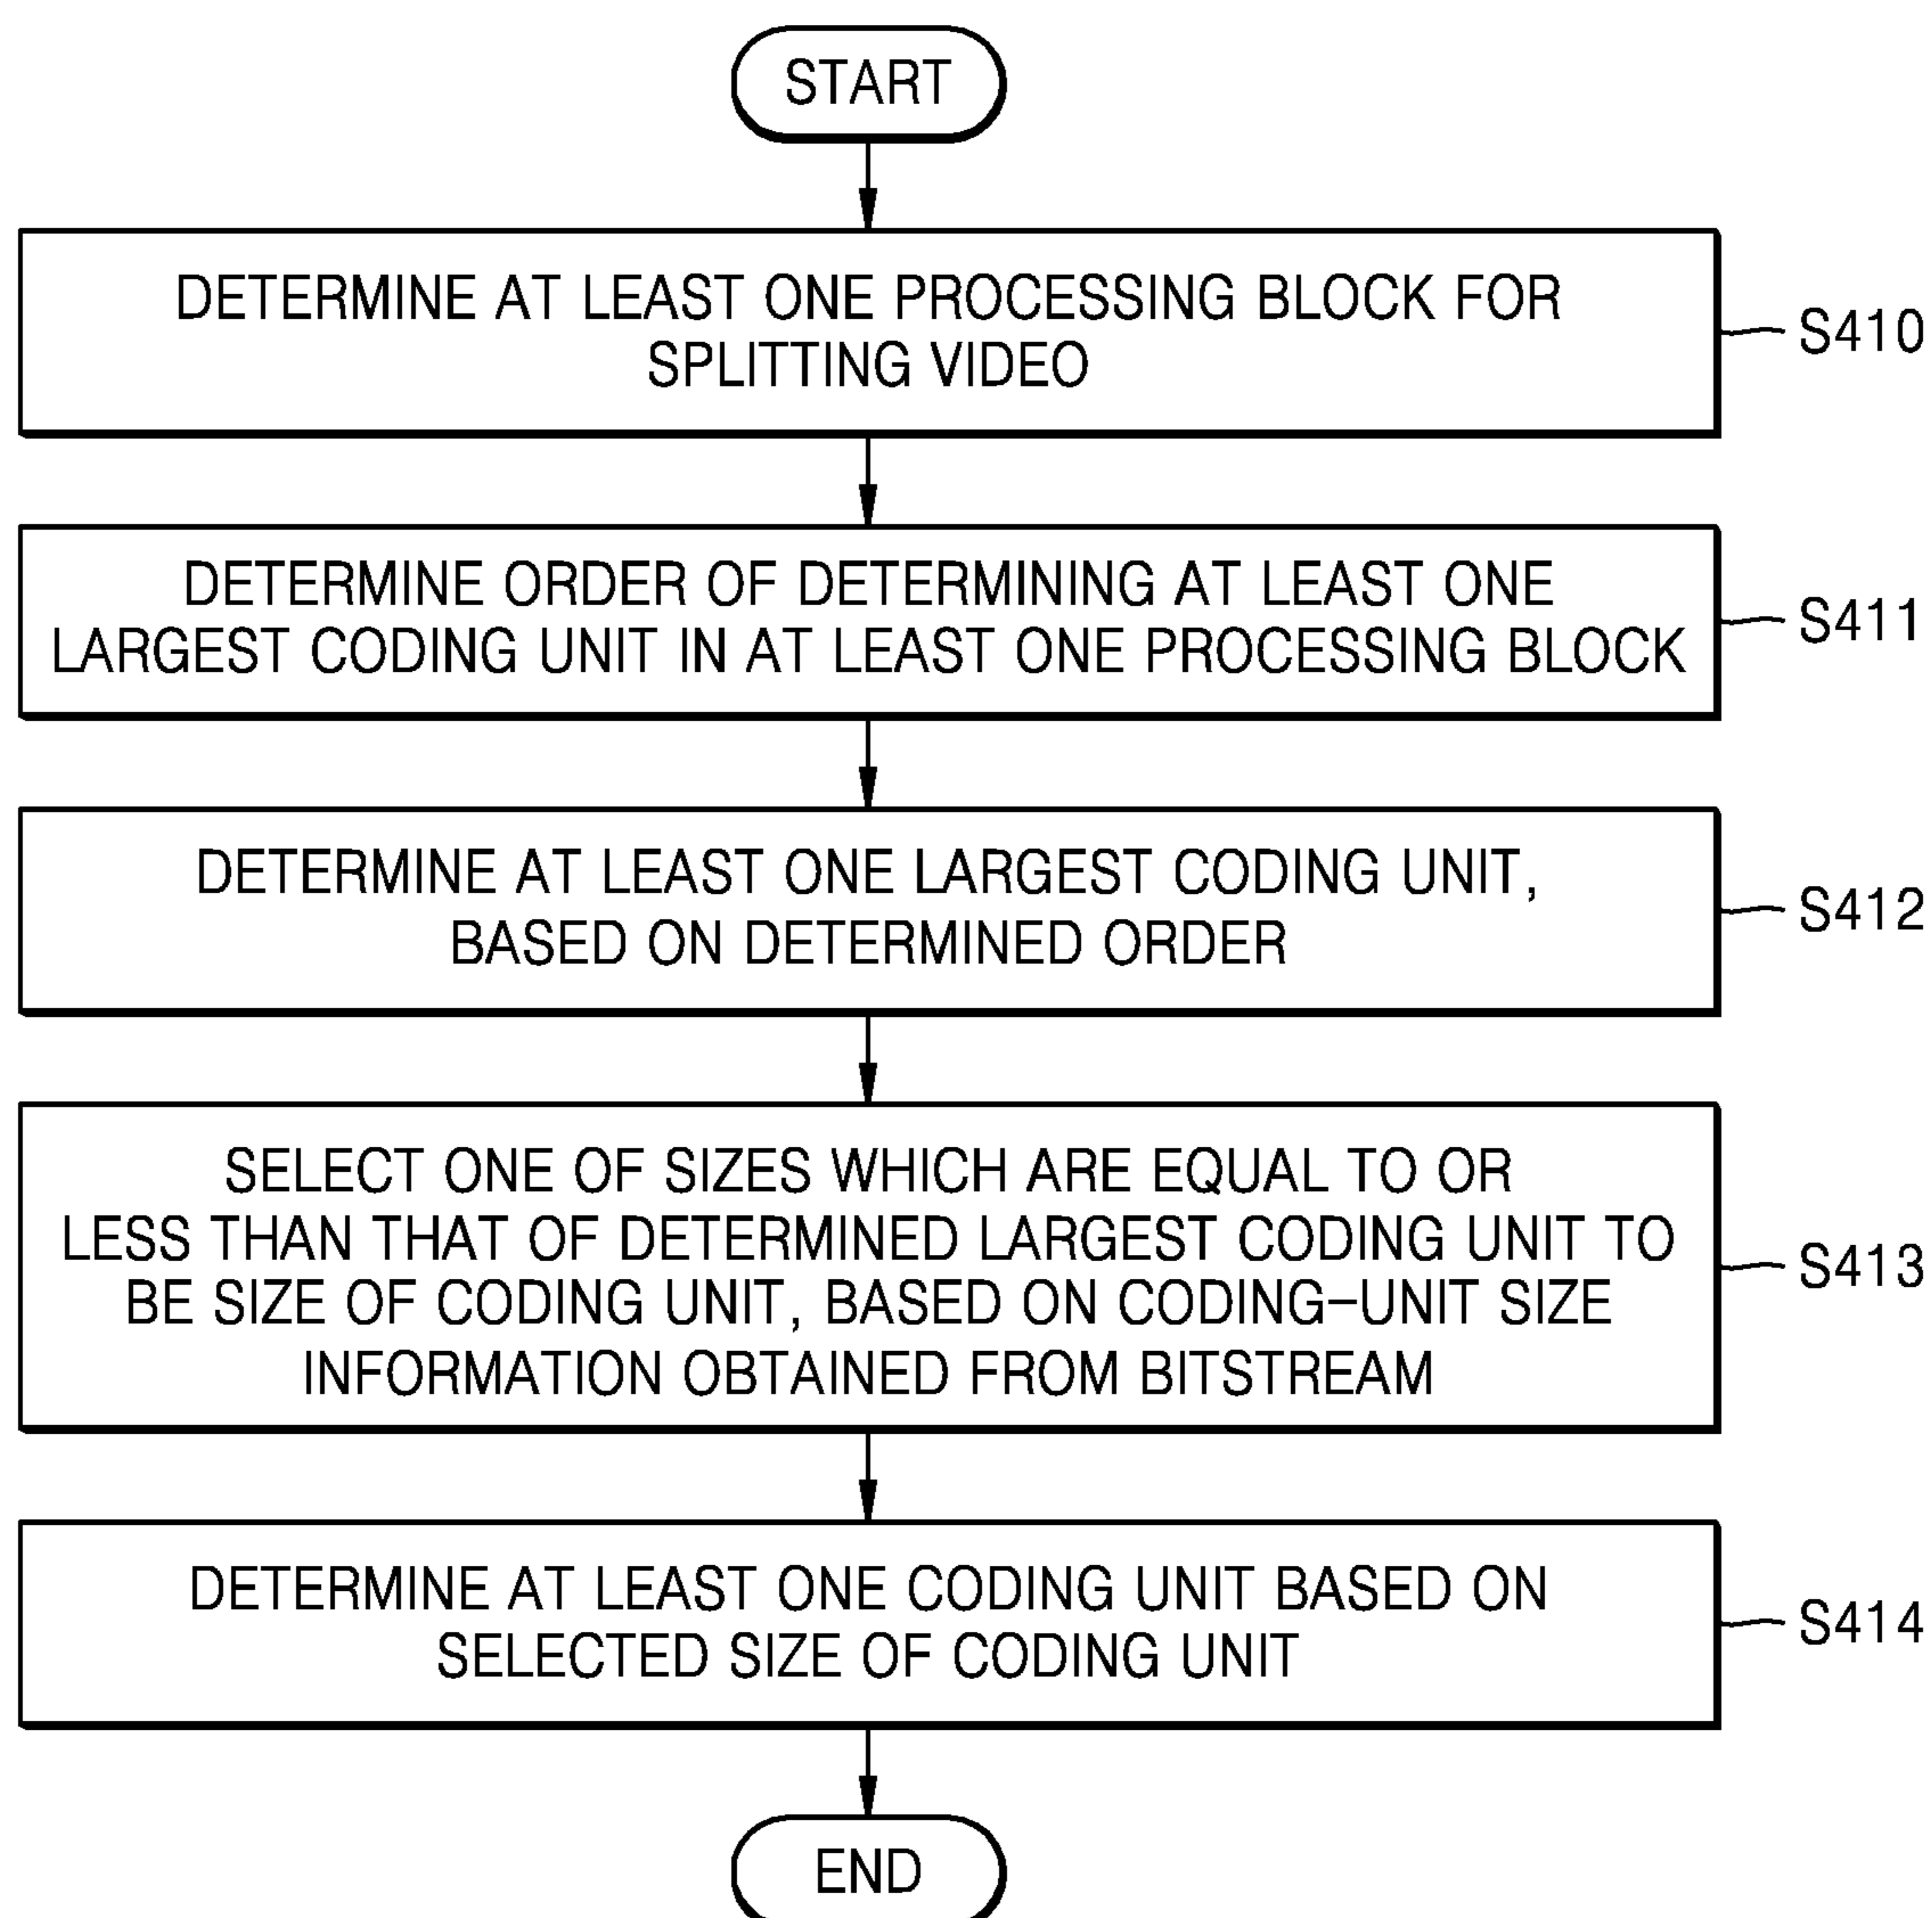 START
DETERMINE AT LEAST ONE PROCESSING BLOCK FOR
SPLITTING VIDEO
S410
DETERMINE ORDER OF DETERMINING AT LEAST ONE
LARGEST CODING UNIT IN AT LEAST ONE PROCESSING BLOCK
S411
DETERMINE AT LEAST ONE LARGEST CODING UNIT,
BASED ON DETERMINED ORDER
S412
SELECT ONE OF SIZES WHICH ARE EQUAL TO OR
LESS THAN THAT OF DETERMINED LARGEST CODING UNIT TO
BE SIZE OF CODING UNIT, BASED ON CODING-UNIT SIZE
INFORMATION OBTAINED FROM BITSTREAM
S413
DETERMINE AT LEAST ONE CODING UNIT BASED ON
SELECTED SIZE OF CODING UNIT
S414
END